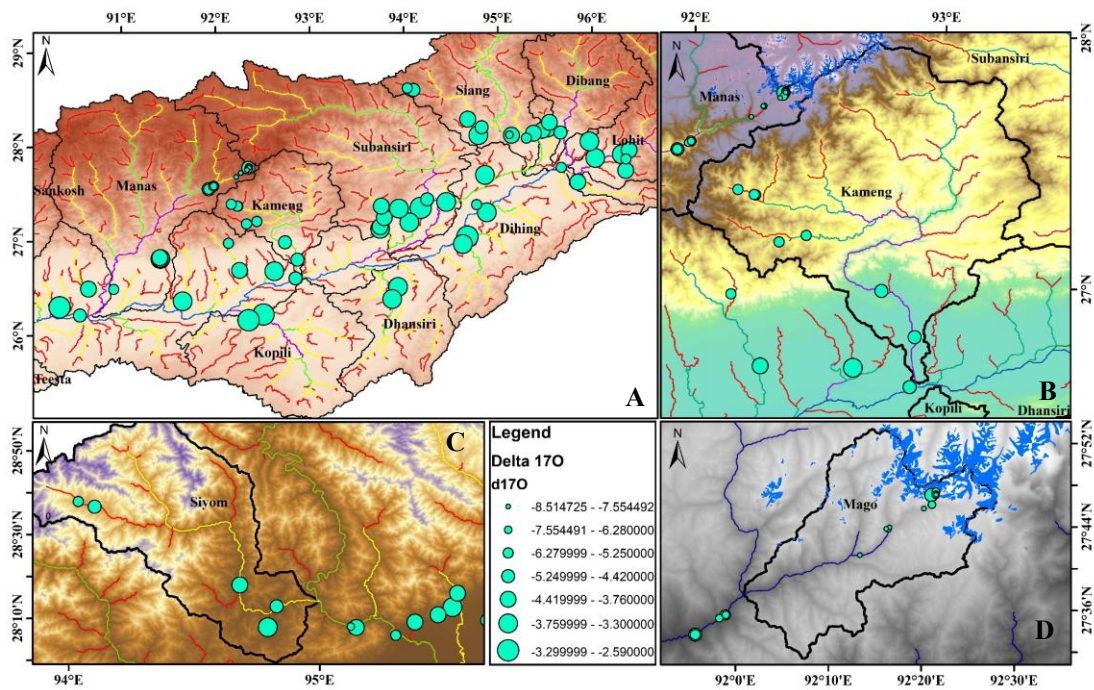 91°E 92°E 93°E 94°E 95°E 96°E
29°N
28°N
27°N
26°N
N
Dibang
Siang
Lohit
Subansiri
Sankosh
Manas
Kameng
Dihing
Dhansiri
Kopili
Teesta
A
92°E 93°E
28°N
27°N
N
Subansiri
Manas
Kameng
Kopili
Dhansiri
B
28°50'N
28°30'N
28°10'N
N
C
Siyom
94°E 95°E
Legend
Delta 17O
d17O
-8.514725 - -7.554492
-7.554491 - -6.280000
-6.279999 - -5.250000
-5.249999 - -4.420000
-4.419999 - -3.760000
-3.759999 - -3.300000
-3.299999 - -2.590000
N
Mago
27°52'N
27°44'N
27°36'N
D
92°0'E 92°10'E 92°20'E 92°30'E